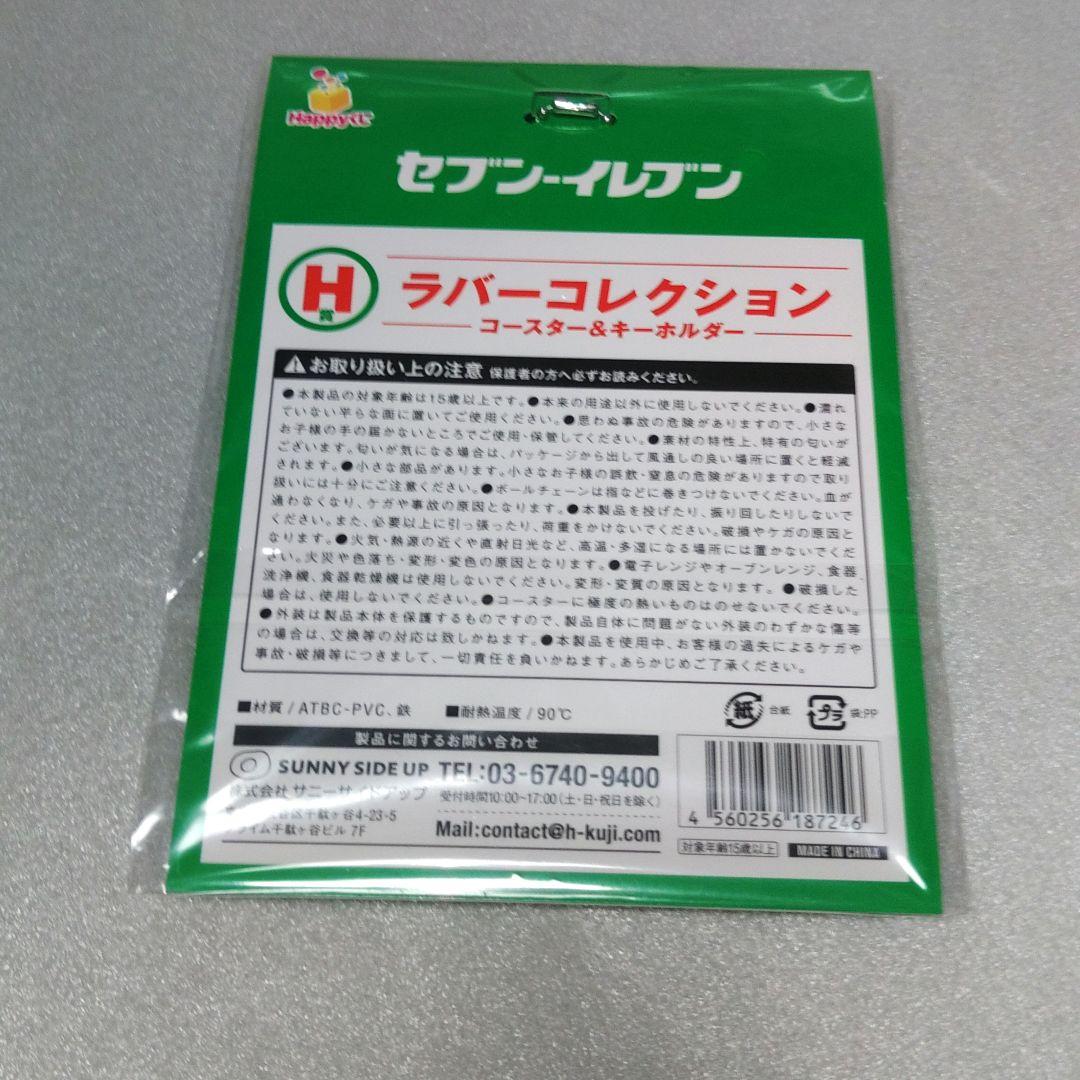 Happyくじ
セブン-イレブン
H賞
ラバーコレクション
コースター&キーホルダー
お取り扱い上の注意 保護者の方へ必ずお読みください。
●本製品の対象年齢は15歳以上です。●本来の用途以外に使用しないでください。●濡れ
ていない平らな面に置いてご使用ください。●思わぬ事故の危険がありますので、小さな
お子様の手の届かないところでご使用・保管してください。●素材の特性上、特有の匂いが
ございます。匂いが気になる場合は、パッケージから出して風通しの良い場所に置くと軽減
されます。●小さな部品があります。小さなお子様の誤飲・窒息の危険がありますので取り
扱いには十分にご注意ください。●ボールチェーンは指などに巻きつけないでください。血が
通わなくなり、ケガや事故の原因となります。●本製品を投げたり、振り回したりしないで
ください。また、必要以上に引っ張ったり、荷重をかけないでください。破損やケガの原因と
なります。●火気・熱源の近くや直射日光など、高温・多湿になる場所には置かないでくだ
さい。火災や色落ち・変形・変色の原因となります。●電子レンジやオーブンレンジ、食器
洗浄機、食器乾燥機は使用しないでください。変形・変質の原因となります。●破損した
場合は、使用しないでください。●コースターに極度の熱いものはのせないでください。
●外装は製品本体を保護するものですので、製品自体に問題がない外装のわずかな傷等
の場合は、交換等の対応は致しかねます。●本製品を使用中、お客様の過失によるケガや
事故・破損等につきまして、一切責任を負いかねます。あらかじめご了承ください。
■材質/ATBC-PVC、鉄 ■耐熱温度/90℃
紙 台紙 プラ 袋:PP
製品に関するお問い合わせ
SUNNY SIDE UP TEL:03-6740-9400
株式会社 サニーサイドアップ 受付時間10:00~17:00(土・日・祝日を除く)
谷区千駄ヶ谷4-23-5
ライム千駄ヶ谷ビル 7F Mail:contact@h-kuji.com
4 560256 187246
対象年齢15歳以上 MADE IN CHINA